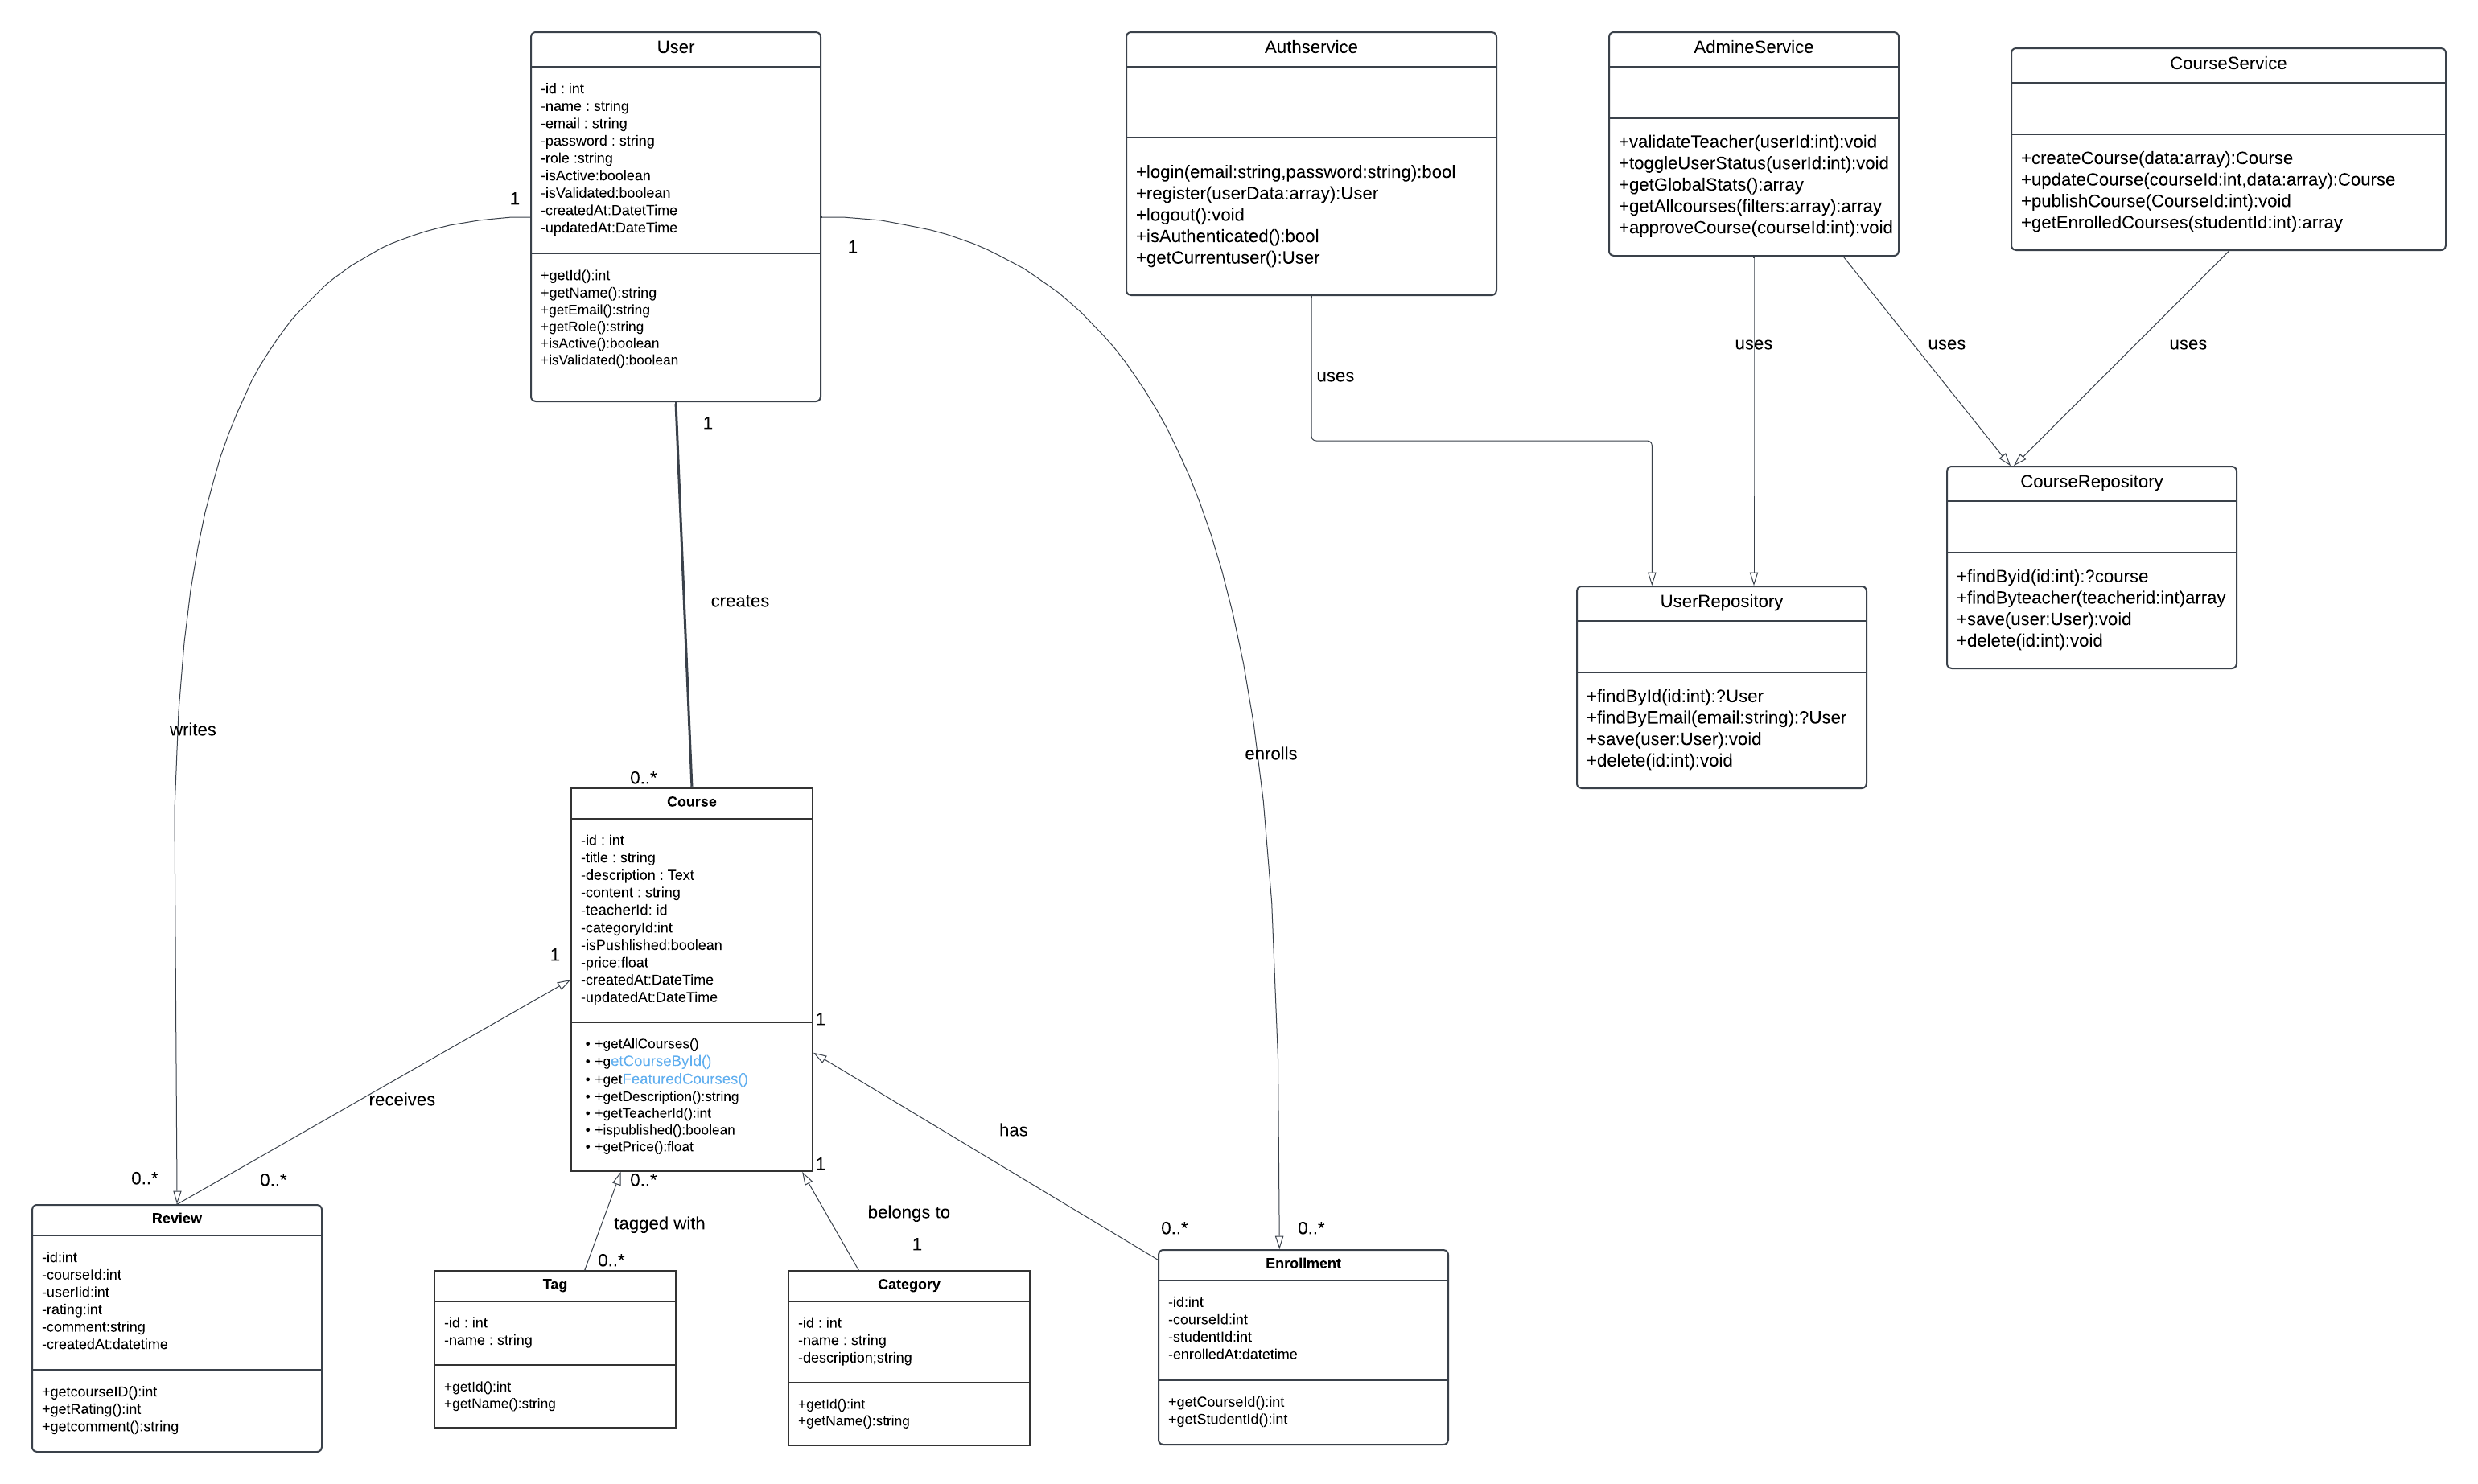 User
-id : int
-name : string
-email : string
-password : string
-role :string
-isActive:boolean
-isValidated:boolean
-createdAt:DatetTime
-updatedAt:DateTime
+getId():int
+getName():string
+getEmail():string
+getRole():string
+isActive():boolean
+isValidated():boolean
Authservice
+login(email:string,password:string):bool
+register(userData:array):User
+logout():void
+isAuthenticated():bool
+getCurrentuser():User
AdmineService
+validateTeacher(userId:int):void
+toggleUserStatus(userId:int):void
+getGlobalStats():array
+getAllcourses(filters:array):array
+approveCourse(courseId:int):void
CourseService
+createCourse(data:array):Course
+updateCourse(courseId:int,data:array):Course
+publishCourse(CourseId:int):void
+getEnrolledCourses(studentId:int):array
1
1
1
uses
uses
uses
uses
CourseRepository
+findByid(id:int):?course
+findByteacher(teacherid:int)array
+save(user:User):void
+delete(id:int):void
UserRepository
+findById(id:int):?User
+findByEmail(email:string):?User
+save(user:User):void
+delete(id:int):void
creates
writes
enrolls
0..*
Course
-id : int
-title : string
-description : Text
-content : string
-teacherId: id
-categoryId:int
-isPushlished:boolean
-price:float
-createdAt:DateTime
-updatedAt:DateTime
• +getAllCourses()
• +getCourseById()
• +getFeaturedCourses()
• +getDescription():string
• +getTeacherId():int
• +ispublished():boolean
• +getPrice():float
1
1
1
receives
has
0..*
0..*
0..*
tagged with
0..*
belongs to
1
0..*
0..*
Review
-id:int
-courseId:int
-userIid:int
-rating:int
-comment:string
-createdAt:datetime
+getcourseID():int
+getRating():int
+getcomment():string
Tag
-id : int
-name : string
+getId():int
+getName():string
Category
-id : int
-name : string
-description;string
+getId():int
+getName():string
Enrollment
-id:int
-courseId:int
-studentId:int
-enrolledAt:datetime
+getCourseId():int
+getStudentId():int